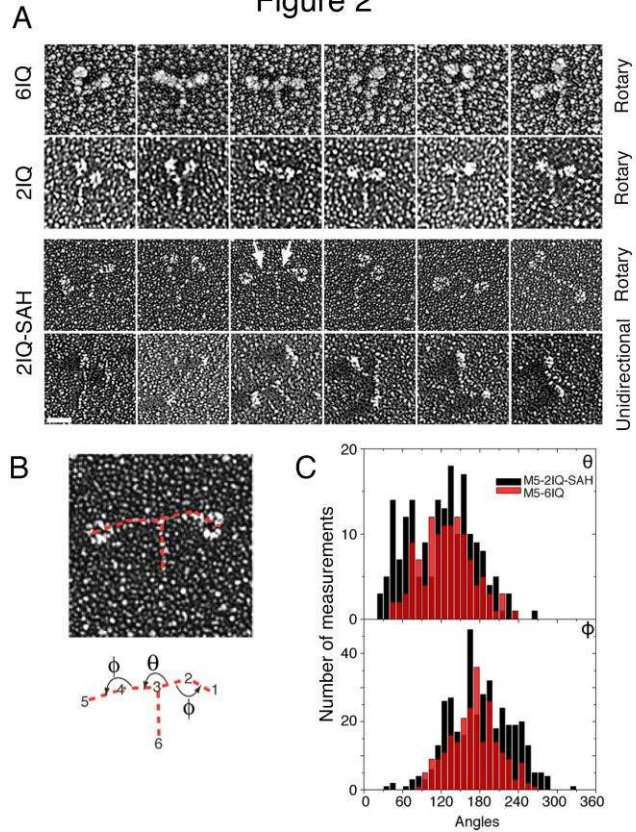 Figure 2
A
6IQ
Rotary
2IQ
Rotary
2IQ-SAH
Rotary
Unidirectional
B
ϕ
θ
5
4
3
2
1
ϕ
6
C
Number of measurements
θ
M5-2IQ-SAH
M5-6IQ
20
10
0
ϕ
40
20
0
0 60 120 180 240 300 360
Angles